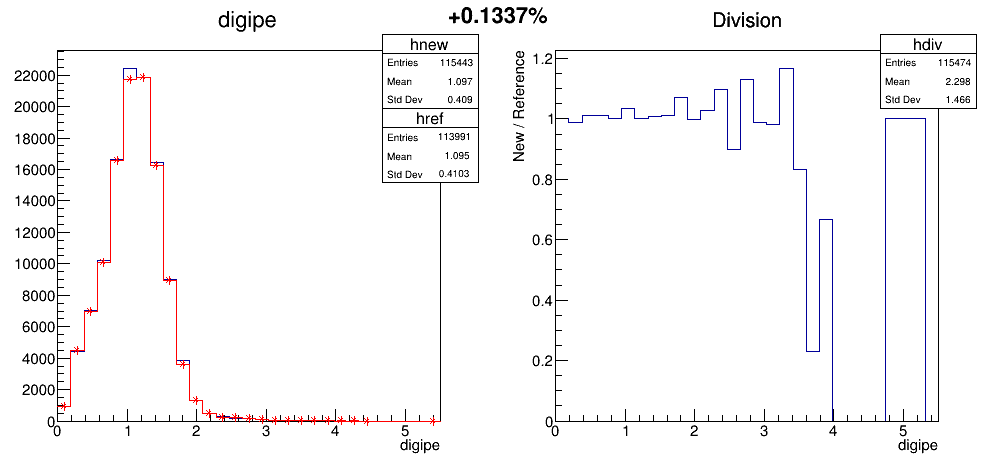 +0.1337%
digipe
hnew
Entries 115443
Mean 1.097
Std Dev 0.409
href
Entries 113991
Mean 1.095
Std Dev 0.4103
22000
20000
18000
16000
14000
12000
10000
8000
6000
4000
2000
0
0 1 2 3 4 5
digipe
Division
hdiv
Entries 115474
Mean 2.298
Std Dev 1.466
New / Reference
1.2
1
0.8
0.6
0.4
0.2
0
0 1 2 3 4 5
digipe